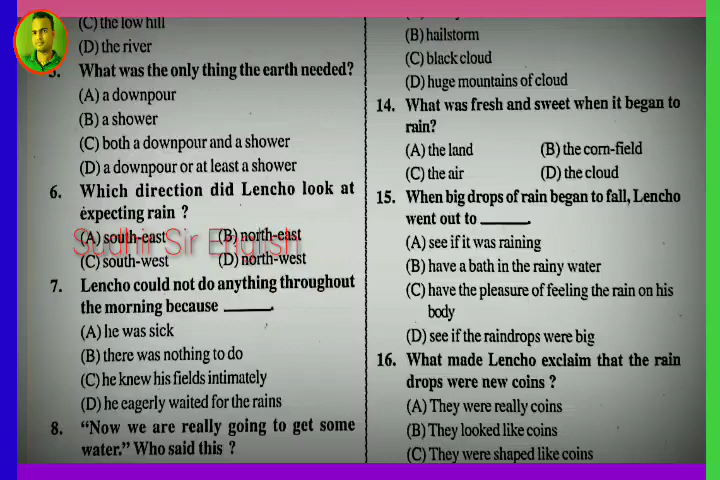 (C) the low hill
(D) the river
5. What was the only thing the earth needed?
(A) a downpour
(B) a shower
(C) both a downpour and a shower
(D) a downpour or at least a shower
6. Which direction did Lencho look at
expecting rain ?
(A) south-east (B) north-east
(C) south-west (D) north-west
Sudhir Sir English
7. Lencho could not do anything throughout
the morning because ______.
(A) he was sick
(B) there was nothing to do
(C) he knew his fields intimately
(D) he eagerly waited for the rains
8. “Now we are really going to get some
water.” Who said this ?
(B) hailstorm
(C) black cloud
(D) huge mountains of cloud
14. What was fresh and sweet when it began to
rain?
(A) the land (B) the corn-field
(C) the air (D) the cloud
15. When big drops of rain began to fall, Lencho
went out to ______.
(A) see if it was raining
(B) have a bath in the rainy water
(C) have the pleasure of feeling the rain on his
body
(D) see if the raindrops were big
16. What made Lencho exclaim that the rain
drops were new coins ?
(A) They were really coins
(B) They looked like coins
(C) They were shaped like coins